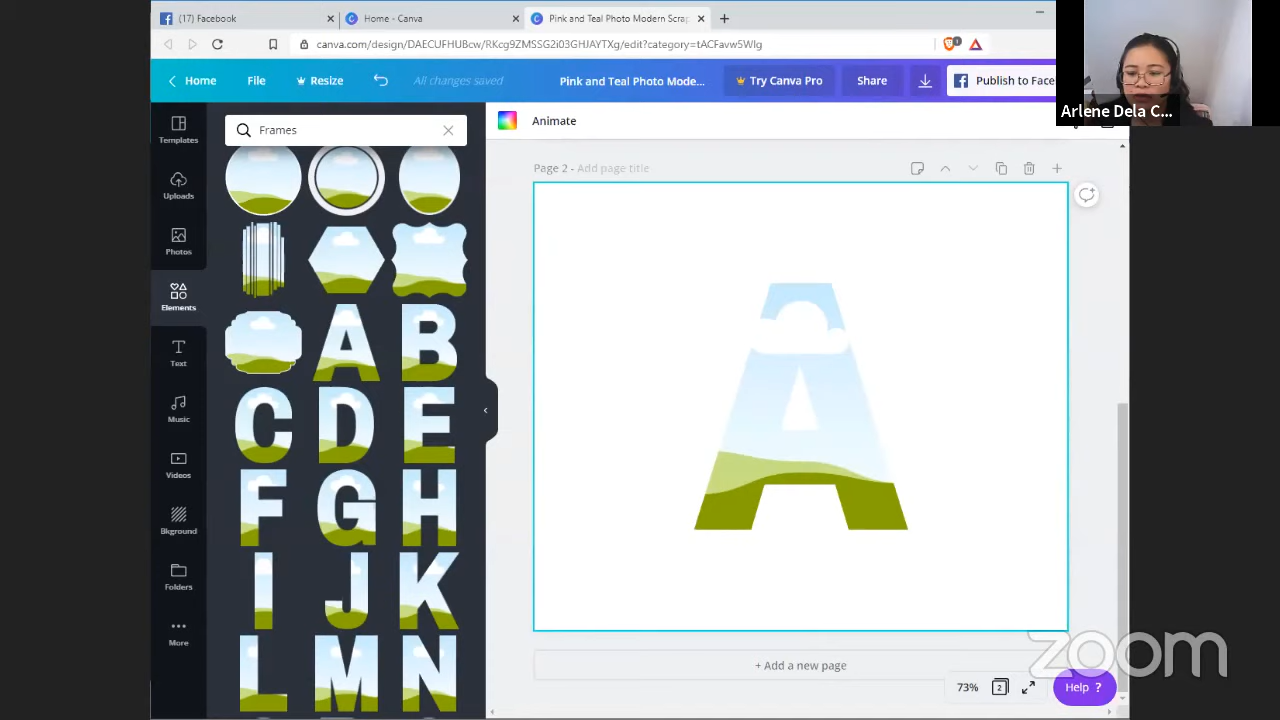 (17) Facebook
Home - Canva
Pink and Teal Photo Modern Scrap
canva.com/design/DAECUFHUBcw/RKcg9ZMSSG2i03GHJAYTXg/edit?category=tACFavw5WIg
Home
File
Resize
All changes saved
Pink and Teal Photo Mode...
Try Canva Pro
Share
Publish to Face
Arlene Dela C...
Templates
Uploads
Photos
Elements
Text
Music
Videos
Bkground
Folders
More
Frames
A B
C D E
F G H
I J K
L M N
Animate
Page 2 - Add page title
A
+ Add a new page
73%
2
Help ?
zoom